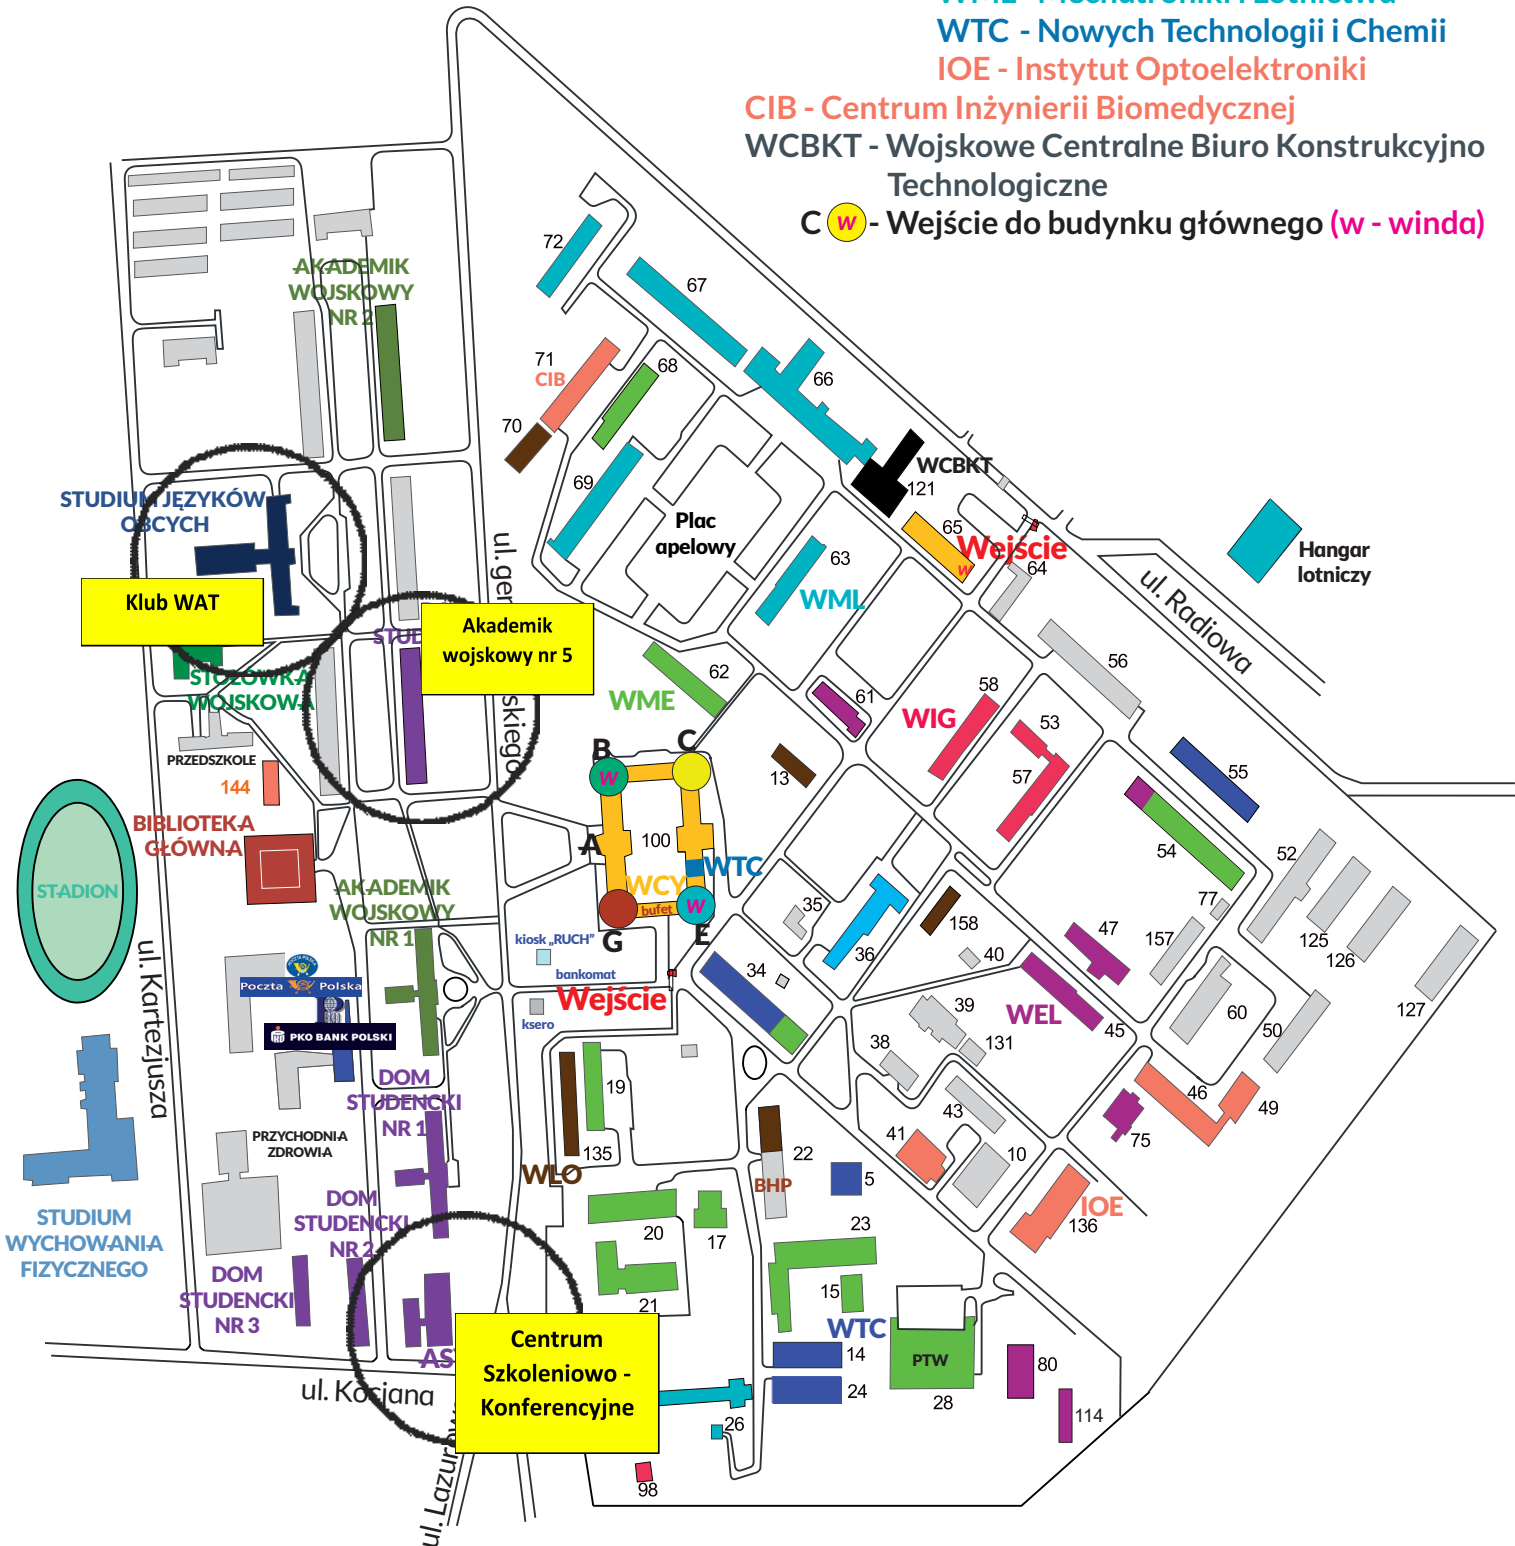 WTC - Nowych Technologii i Chemii
IOE - Instytut Optoelektroniki
CIB - Centrum Inżynierii Biomedycznej
WCBKT - Wojskowe Centralne Biuro Konstrukcyjno
Technologiczne
C w - Wejście do budynku głównego (w - winda)
72
67
AKADEMIK
WOJSKOWY
NR 2
71
CIB
68
66
70
69
WCBKT
121
STUDIUM JĘZYKÓW
OBCYCH
Plac
apelowy
65
Wejście
w
64
63
WML
Hangar
lotniczy
ul. Radiowa
Klub WAT
Akademik
wojskowy nr 5
STOŁÓWKA
WOJSKOWA
62
WME
56
61
58
WIG
53
57
PRZEDSZKOLE
144
13
55
B
w
C
A
100
WTC
WCY
bufet
w
G
E
BIBLIOTEKA
GŁÓWNA
STADION
54
52
77
AKADEMIK
WOJSKOWY
NR 1
35
36
158
47
157
125
126
127
kiosk „RUCH”
bankomat
Wejście
ksero
34
40
WEL
45
60
50
39
131
38
POCZTA POLSKA
Poczta Polska
PKO BANK POLSKI
ul. Kartezjusza
DOM
STUDENCKI
NR 1
19
135
WLO
43
41
10
46
49
75
PRZYCHODNIA
ZDROWIA
22
BHP
5
IOE
136
DOM
STUDENCKI
NR 2
20
17
23
STUDIUM
WYCHOWANIA
FIZYCZNEGO
DOM
STUDENCKI
NR 3
21
15
WTC
14
24
PTW
28
80
114
Centrum
Szkoleniowo -
Konferencyjne
ul. Kocjana
26
98